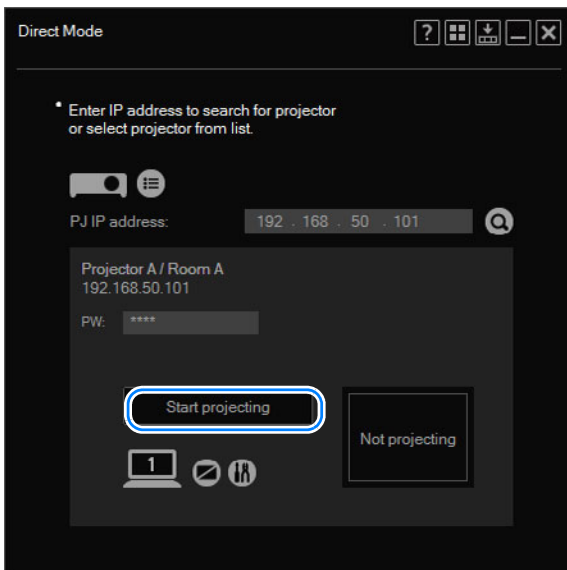 Direct Mode
?
Enter IP address to search for projector
or select projector from list.
PJ IP address: 192 . 168 . 50 . 101
Projector A / Room A
192.168.50.101
PW: ****
Start projecting
Not projecting
1